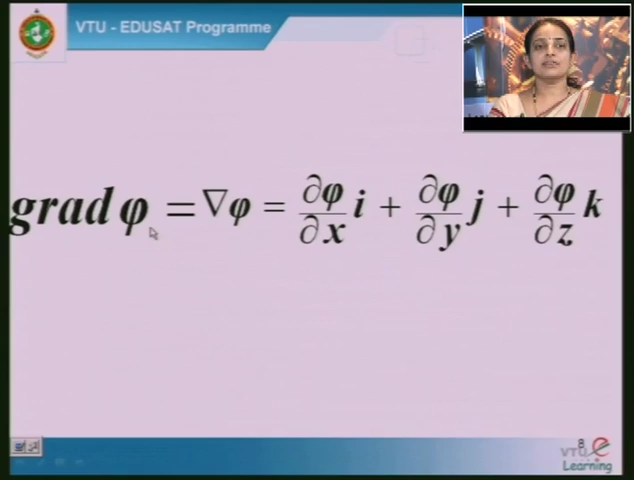 VTU - EDUSAT Programme
grad φ = ∇φ = ∂φ/∂x i + ∂φ/∂y j + ∂φ/∂z k
8
VTU e
Learning